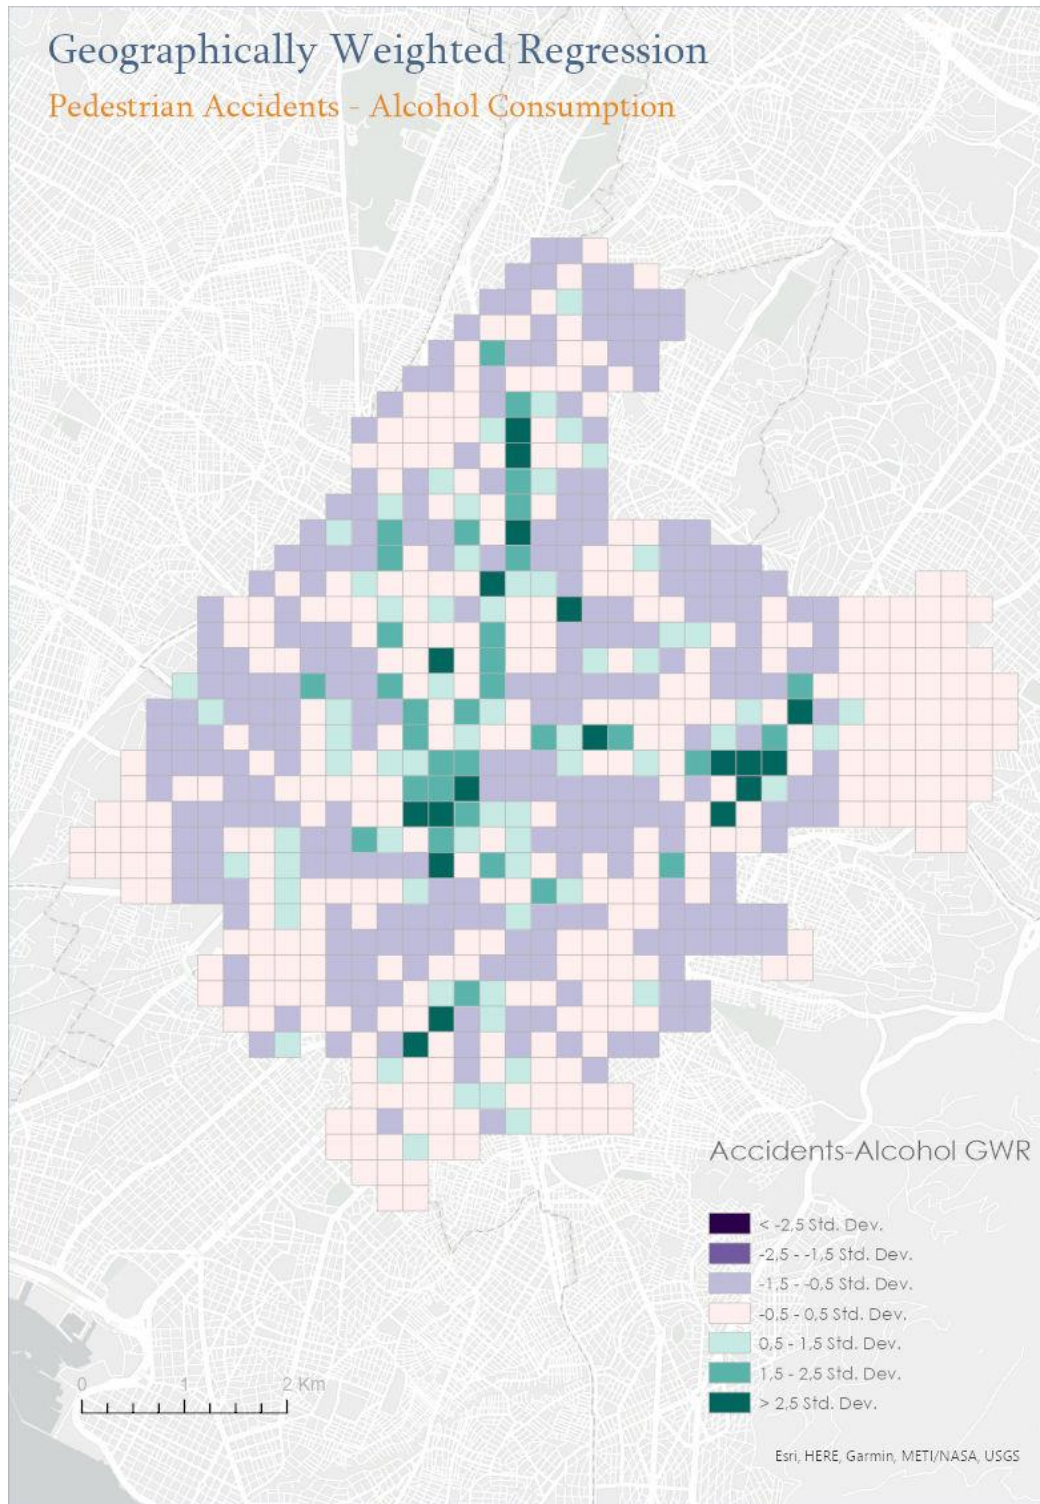 Geographically Weighted Regression
Pedestrian Accidents - Alcohol Consumption
Accidents-Alcohol GWR
< -2,5 Std. Dev.
-2,5 - -1,5 Std. Dev.
-1,5 - -0,5 Std. Dev.
-0,5 - 0,5 Std. Dev.
0,5 - 1,5 Std. Dev.
1,5 - 2,5 Std. Dev.
> 2,5 Std. Dev.
0 1 2 Km
Esri, HERE, Garmin, METI/NASA, USGS